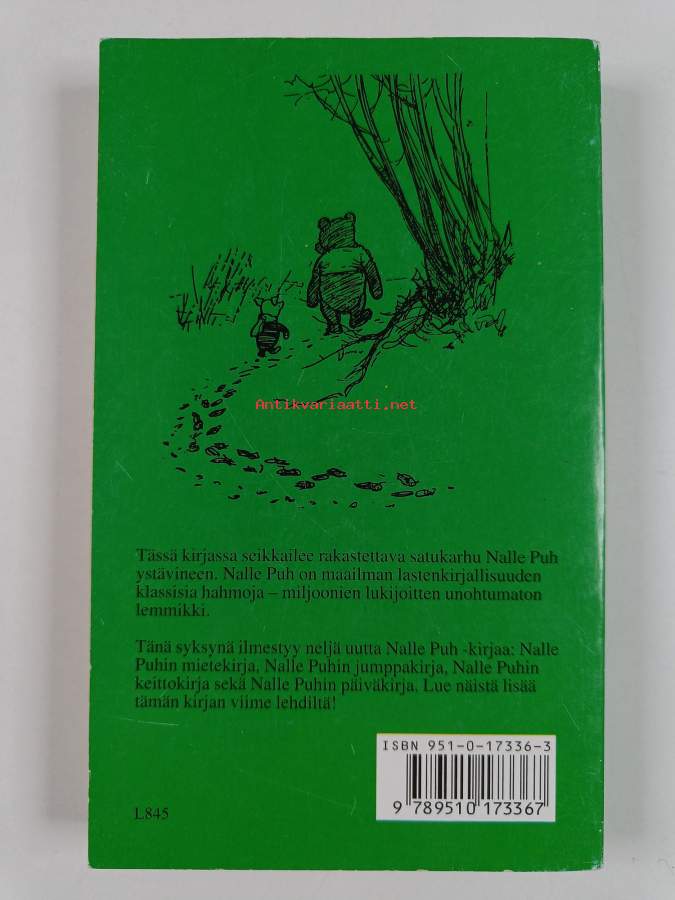 Antikvariaatti.net
Tässä kirjassa seikkailee rakastettava satukarhu Nalle Puh
ystävineen. Nalle Puh on maailman lastenkirjallisuuden
klassisia hahmoja – miljoonien lukijoitten unohtumaton
lemmikki.
Tänä syksynä ilmestyy neljä uutta Nalle Puh -kirjaa: Nalle
Puhin mietekirja, Nalle Puhin jumppakirja, Nalle Puhin
keittokirja sekä Nalle Puhin päiväkirja. Lue näistä lisää
tämän kirjan viime lehdiltä!
ISBN 951-0-17336-3
9 789510 173367
L845